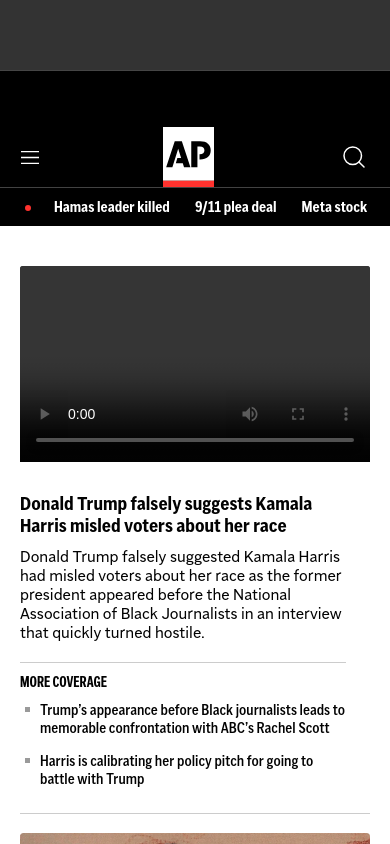 AP
Hamas leader killed 9/11 plea deal Meta stock
0:00
Donald Trump falsely suggests Kamala
Harris misled voters about her race
Donald Trump falsely suggested Kamala Harris
had misled voters about her race as the former
president appeared before the National
Association of Black Journalists in an interview
that quickly turned hostile.
MORE COVERAGE
Trump’s appearance before Black journalists leads to
memorable confrontation with ABC’s Rachel Scott
Harris is calibrating her policy pitch for going to
battle with Trump